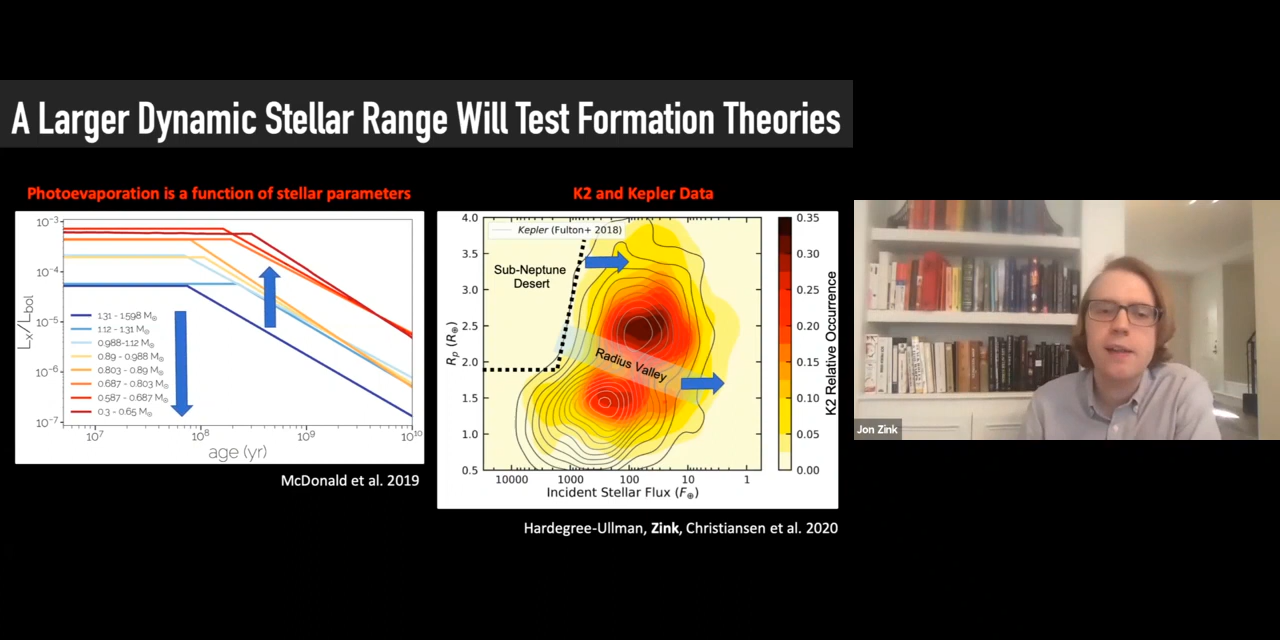 A Larger Dynamic Stellar Range Will Test Formation Theories
Photoevaporation is a function of stellar parameters
10⁻³
10⁻⁴
10⁻⁵
10⁻⁶
10⁻⁷
Lₓ/L_bol
1.31 - 1.598 M⊙
1.12 - 1.31 M⊙
0.988-1.12 M⊙
0.89 - 0.988 M⊙
0.803 - 0.89 M⊙
0.687 - 0.803 M⊙
0.587 - 0.687 M⊙
0.3 - 0.65 M⊙
10⁷ 10⁸ 10⁹ 10¹⁰
age (yr)
McDonald et al. 2019
K2 and Kepler Data
Kepler (Fulton+ 2018)
Sub-Neptune
Desert
Radius Valley
4.0
3.5
3.0
2.5
2.0
1.5
1.0
0.5
R_p (R⊕)
10000 1000 100 10 1
Incident Stellar Flux (F⊕)
0.35
0.30
0.25
0.20
0.15
0.10
0.05
0.00
K2 Relative Occurrence
Hardegree-Ullman, Zink, Christiansen et al. 2020
Jon Zink